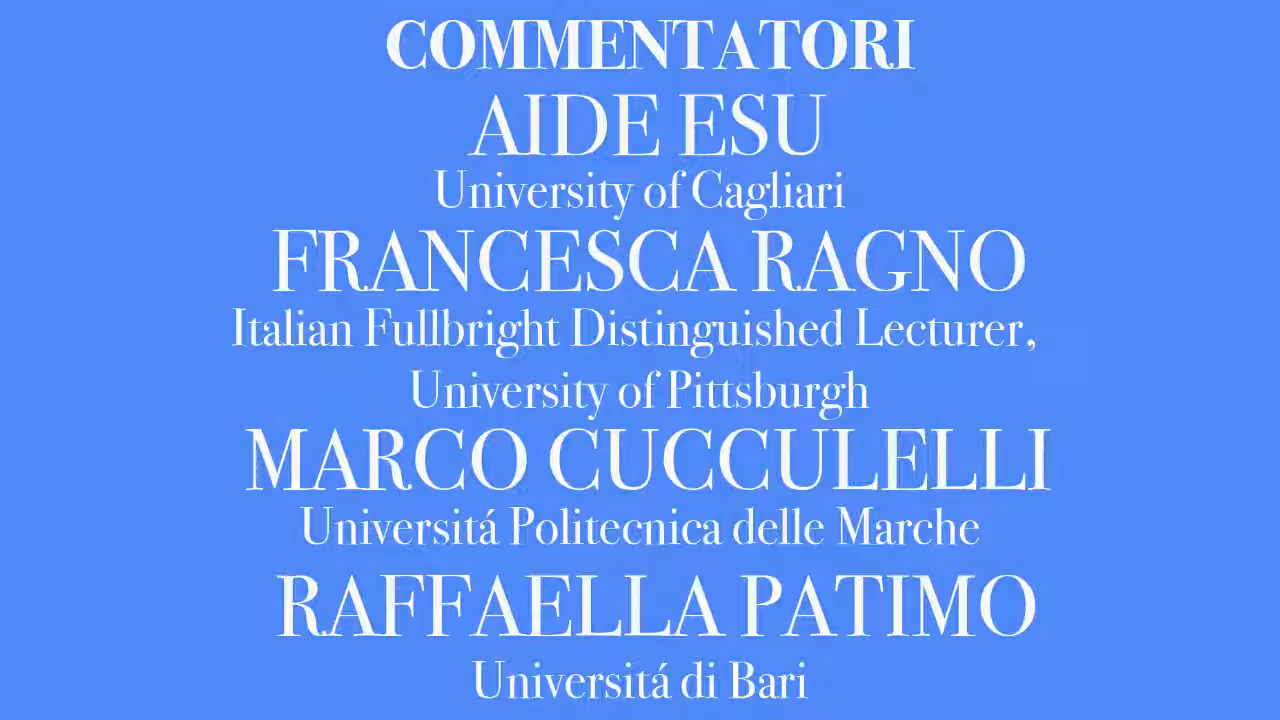 COMMENTATORI
AIDE ESU
University of Cagliari
FRANCESCA RAGNO
Italian Fullbright Distinguished Lecturer,
University of Pittsburgh
MARCO CUCCULELLI
Universitá Politecnica delle Marche
RAFFAELLA PATIMO
Universitá di Bari